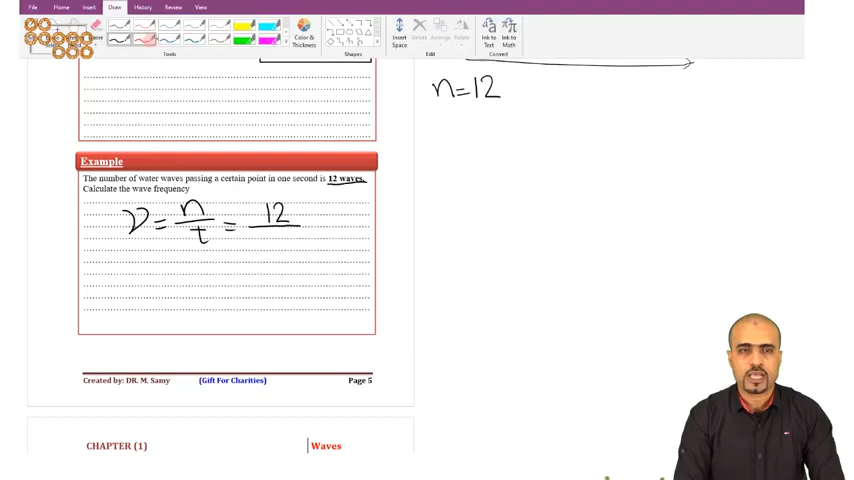 File Home Insert Draw History Review View
Color & Thickness
Insert Space
Delete
Arrange
Rotate
Ink to Text
Ink to Math
Tools Shapes Edit Convert
n=12
Example
The number of water waves passing a certain point in one second is 12 waves.
Calculate the wave frequency
ν = n/t = 12
Created by: DR. M. Samy (Gift For Charities) Page 5
CHAPTER (1) Waves